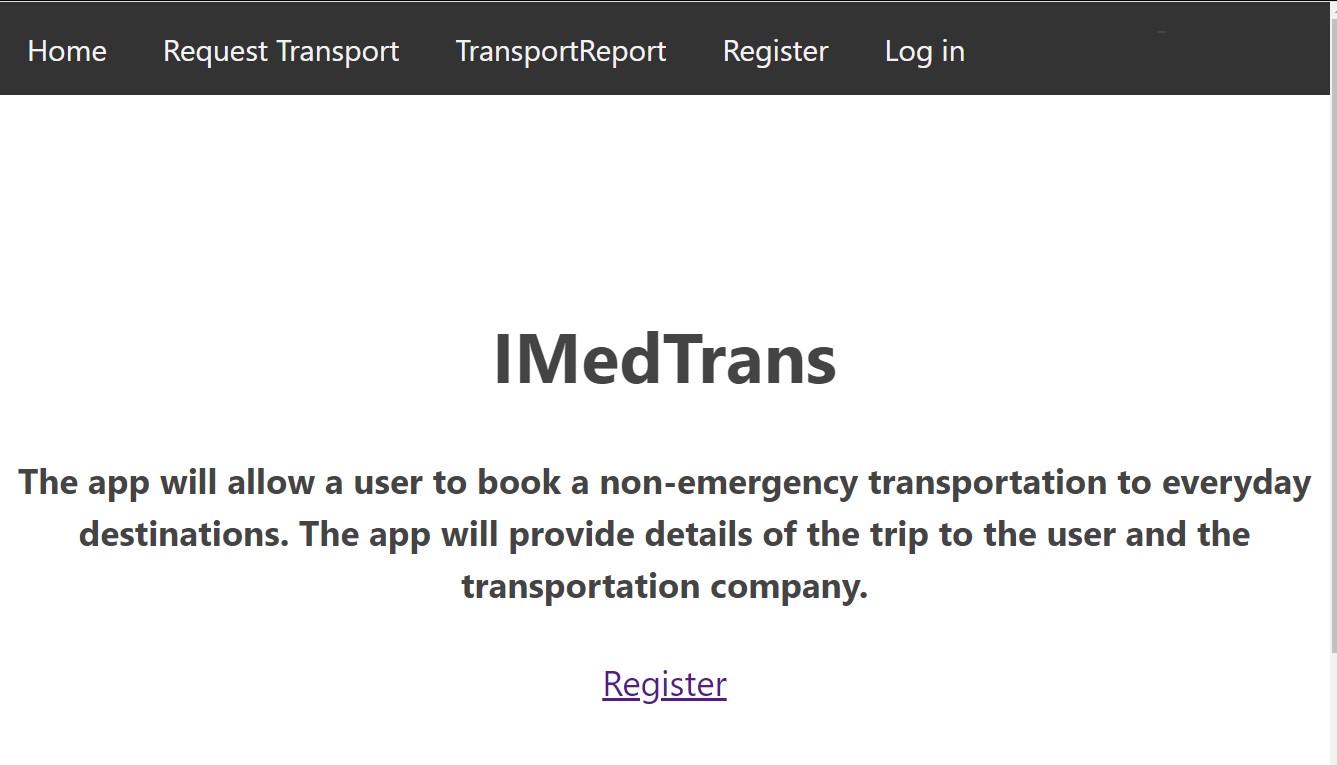 Home Request Transport TransportReport Register Log in
IMedTrans
The app will allow a user to book a non-emergency transportation to everyday
destinations. The app will provide details of the trip to the user and the
transportation company.
Register